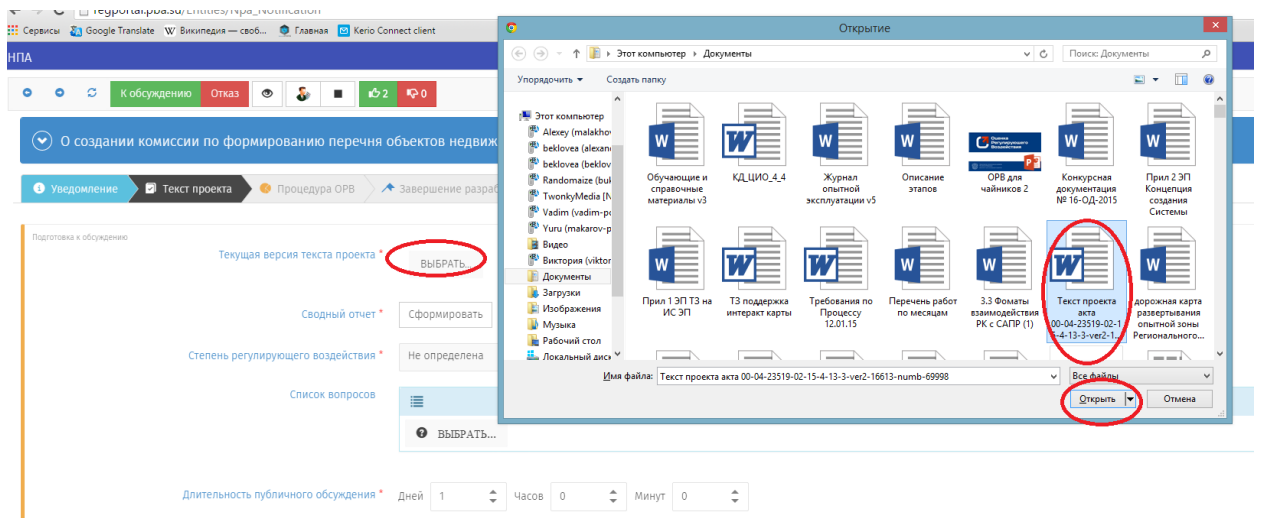 regportal.pba.su/Entities/Npa_Notification
Сервисы Google Translate W Википедия — своб... Главная Kerio Connect client
НПА
К обсуждению Отказ 2 0
О создании комиссии по формированию перечня объектов недвиж
Уведомление Текст проекта Процедура ОРВ Завершение разраб
Подготовка к обсуждению
Текущая версия текста проекта * ВЫБРАТЬ...
Сводный отчет * Сформировать
Степень регулирующего воздействия * Не определена
Список вопросов
ВЫБРАТЬ...
Длительность публичного обсуждения * Дней 1 Часов 0 Минут 0
Открытие
Этот компьютер Документы Поиск: Документы
Упорядочить Создать папку
Этот компьютер
Alexey (malakhov
beklovea (alexan
beklovea (beklov
Randomaize (buk
TwonkyMedia [N
Vadim (vadim-pc
Yuru (makarov-p
Видео
Виктория (viktor
Документы
Загрузки
Изображения
Музыка
Рабочий стол
Локальный диск
Обучающие и
справочные
материалы v3
КД_ЦИО_4_4
Журнал
опытной
эксплуатации v5
Описание
этапов
Оценка
Регулирующего
Воздействия
ОРВ для
чайников 2
Конкурсная
документация
№ 16-ОД-2015
Прил 2 ЭП
Концепция
создания
Системы
Прил 1 ЭП ТЗ на
ИС ЭП
ТЗ поддержка
интеракт карты
Требования по
Процессу
12.01.15
Перечень работ
по месяцам
3.3 Фоматы
взаимодействия
РК с САПР (1)
Текст проекта
акта
00-04-23519-02-1
5-4-13-3-ver2-1...
дорожная карта
развертывания
опытной зоны
Регионального...
Имя файла: Текст проекта акта 00-04-23519-02-15-4-13-3-ver2-16613-numb-69998 Все файлы
Открыть Отмена